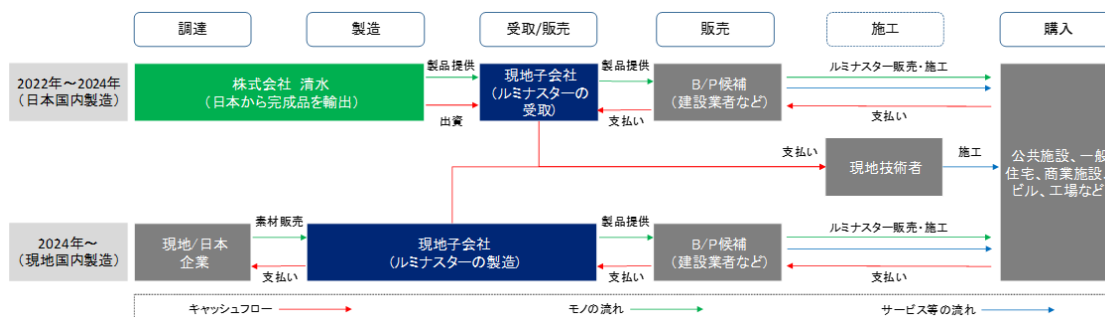 調達
製造
受取/販売
販売
施工
購入
2022年～2024年
（日本国内製造）
株式会社 清水
（日本から完成品を輸出）
製品提供
出資
現地子会社
（ルミナスターの
受取）
製品提供
支払い
B/P候補
（建設業者など）
ルミナスター販売・施工
支払い
支払い
現地技術者
施工
公共施設、一般
住宅、商業施設、
ビル、工場など
2024年～
（現地国内製造）
現地/日本
企業
素材販売
支払い
現地子会社
（ルミナスターの製造）
製品提供
支払い
B/P候補
（建設業者など）
ルミナスター販売・施工
支払い
キャッシュフロー
モノの流れ
サービス等の流れ